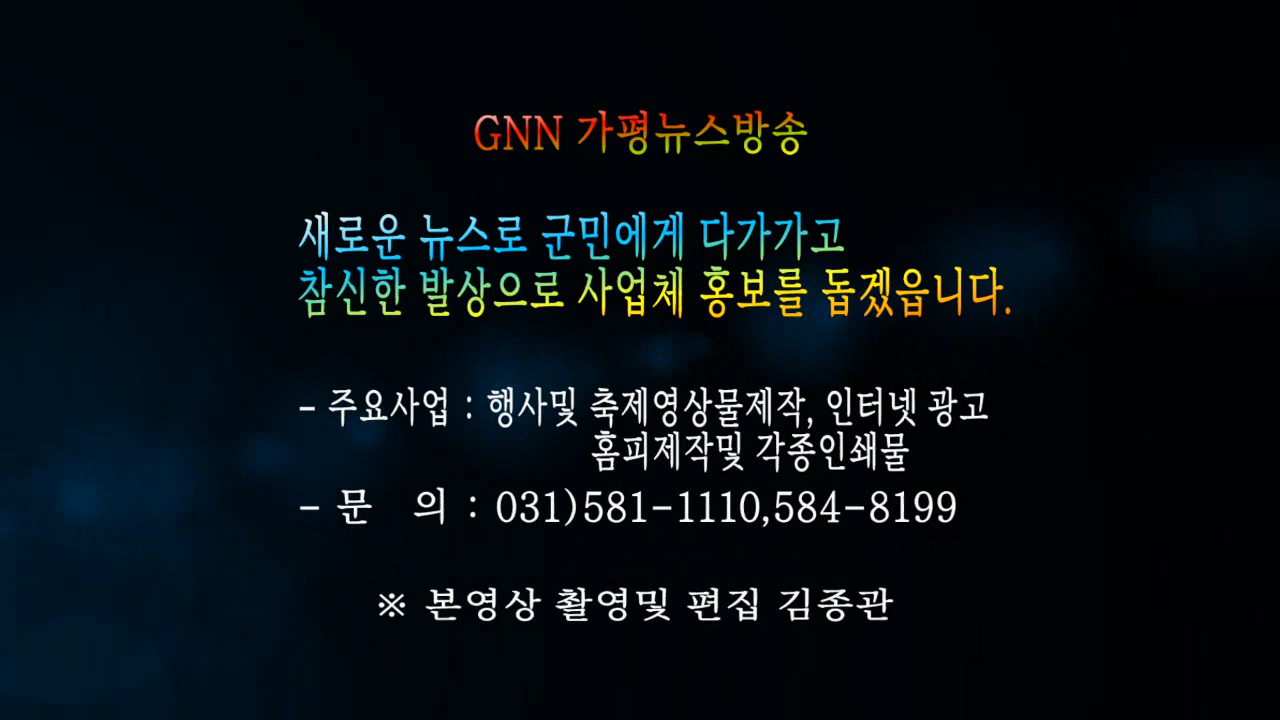 GNN 가평뉴스방송
새로운 뉴스로 군민에게 다가가고
참신한 발상으로 사업체 홍보를 돕겠읍니다.
- 주요사업 : 행사및 축제영상물제작, 인터넷 광고
홈피제작및 각종인쇄물
- 문 의 : 031)581-1110,584-8199
※ 본영상 촬영및 편집 김종관